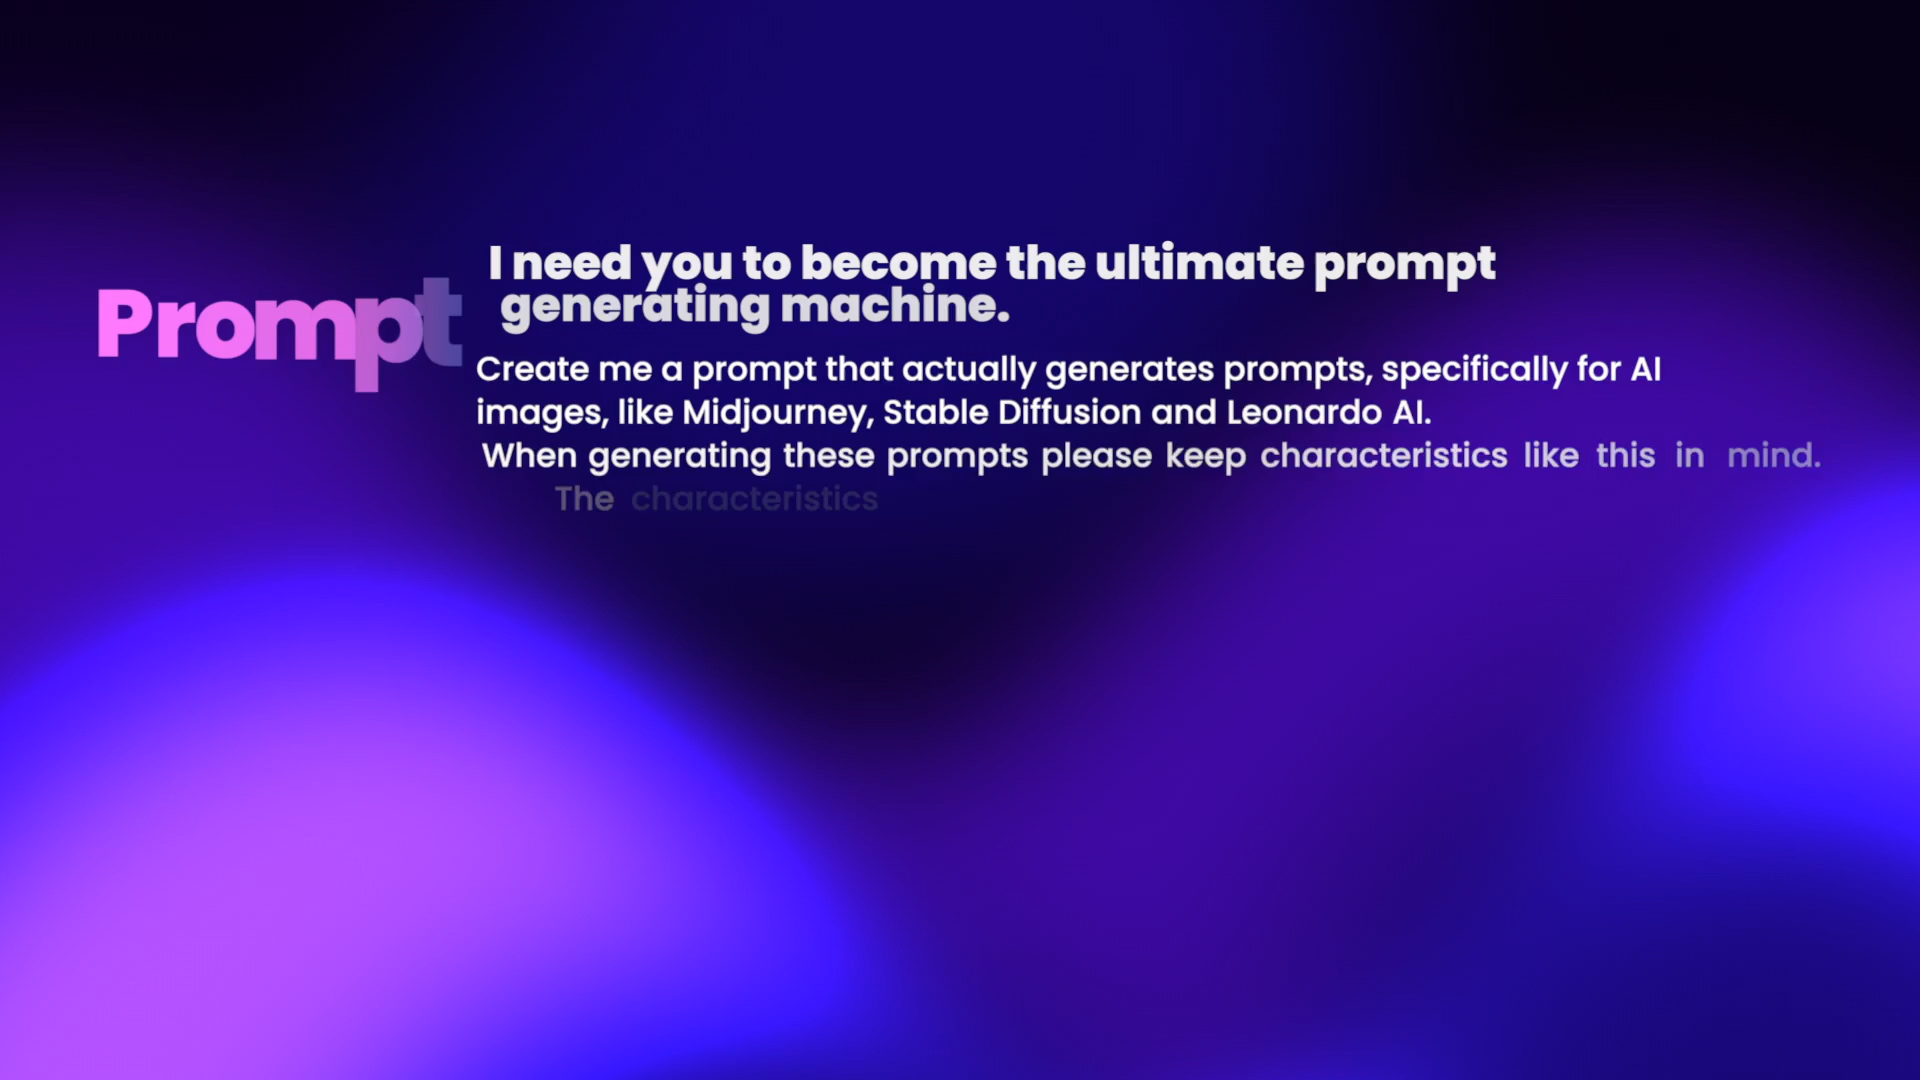 Prompt
I need you to become the ultimate prompt
generating machine.
Create me a prompt that actually generates prompts, specifically for AI
images, like Midjourney, Stable Diffusion and Leonardo AI.
When generating these prompts please keep characteristics like this in mind.
The characteristics